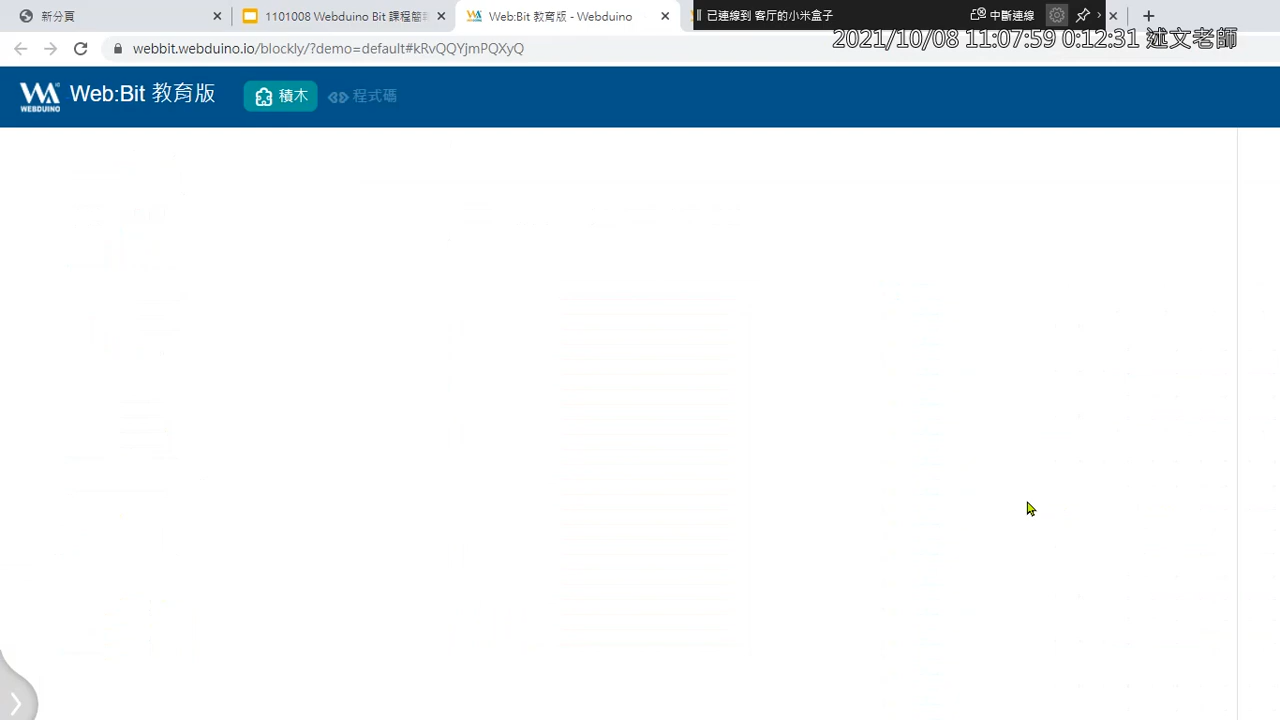 新分頁
1101008 Webduino Bit 課程簡報
Web:Bit 教育版 - Webduino
已連線到 客厅的小米盒子
中斷連線
2021/10/08 11:07:59 0:12:31 述文老師
webbit.webduino.io/blockly/?demo=default#kRvQQYjmPQXyQ
WEBDUINO
Web:Bit 教育版
積木
程式碼